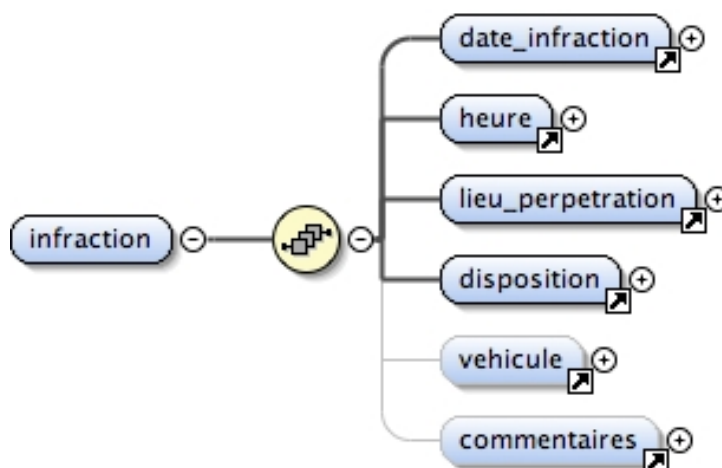 date_infraction
heure
lieu_perpetration
infraction
disposition
vehicule
commentaires